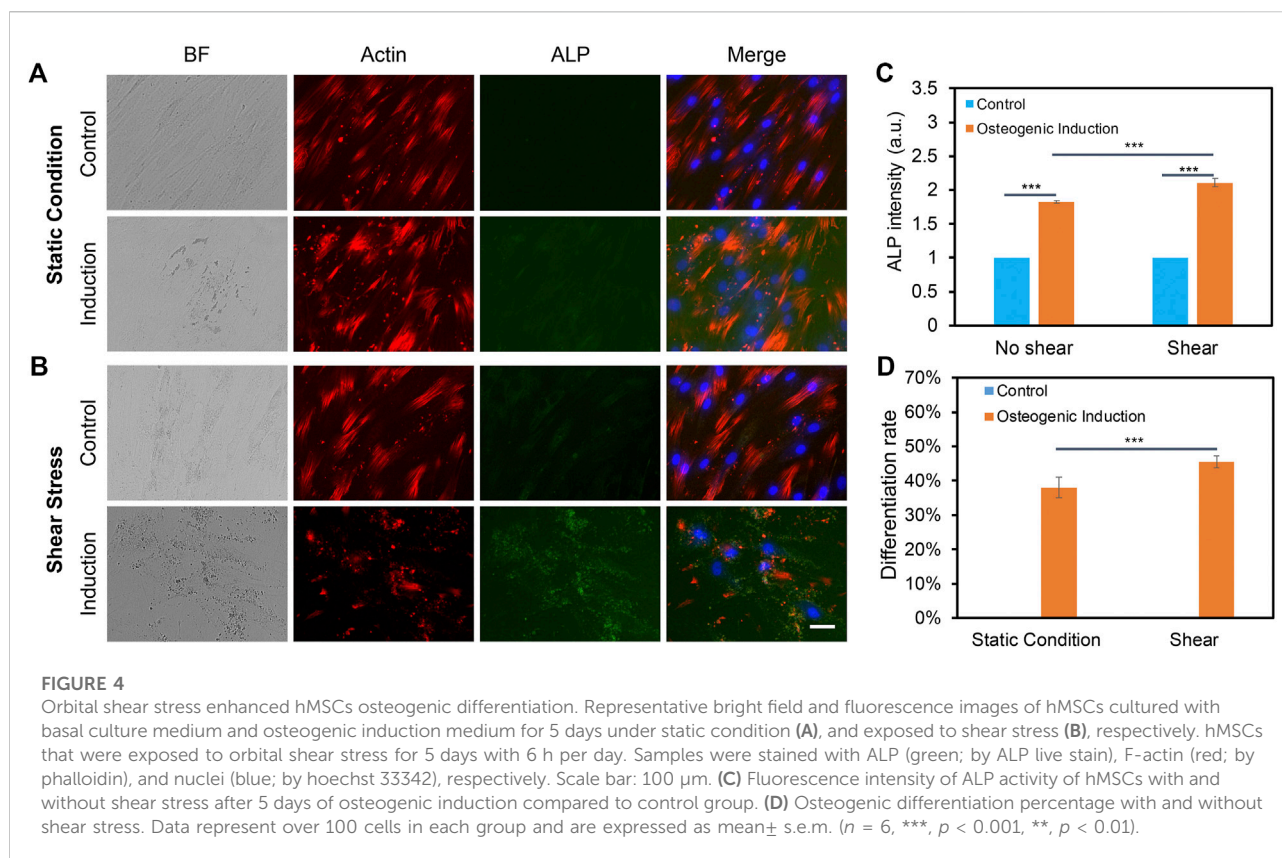 BF Actin ALP Merge
A
Static Condition
Control
Induction
B
Shear Stress
Control
Induction
C
ALP intensity (a.u.)
3.5
3
2.5
2
1.5
1
0.5
0
Control
Osteogenic Induction
***
***
***
No shear Shear
D
Differentiation rate
70%
60%
50%
40%
30%
20%
10%
0%
Control
Osteogenic Induction
***
Static Condition Shear
FIGURE 4
Orbital shear stress enhanced hMSCs osteogenic differentiation. Representative bright field and fluorescence images of hMSCs cultured with
basal culture medium and osteogenic induction medium for 5 days under static condition (A), and exposed to shear stress (B), respectively. hMSCs
that were exposed to orbital shear stress for 5 days with 6 h per day. Samples were stained with ALP (green; by ALP live stain), F-actin (red; by
phalloidin), and nuclei (blue; by hoechst 33342), respectively. Scale bar: 100 µm. (C) Fluorescence intensity of ALP activity of hMSCs with and
without shear stress after 5 days of osteogenic induction compared to control group. (D) Osteogenic differentiation percentage with and without
shear stress. Data represent over 100 cells in each group and are expressed as mean± s.e.m. (n = 6, ***, p < 0.001, **, p < 0.01).